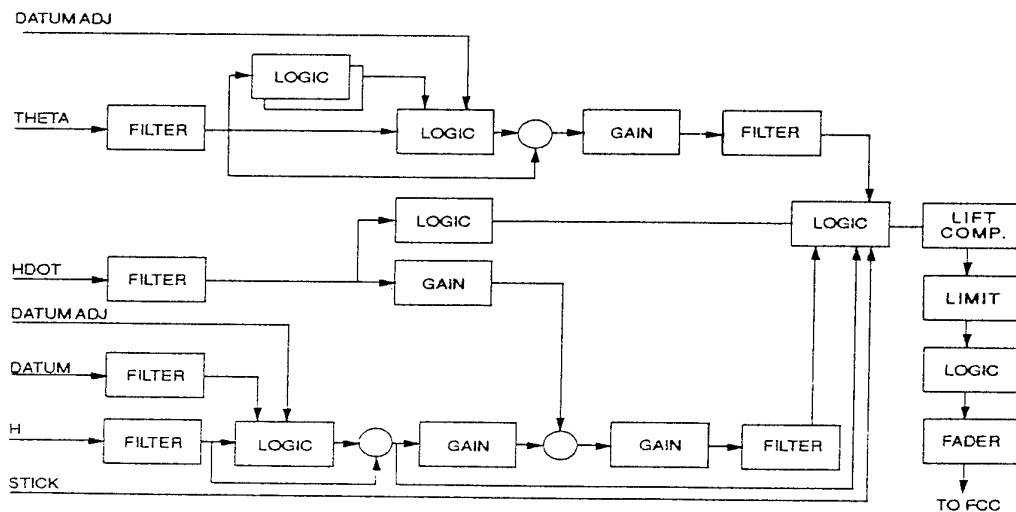 DATUM ADJ
LOGIC
THETA
FILTER
LOGIC
GAIN
FILTER
LOGIC
LOGIC
LIFT
COMP.
HDOT
FILTER
GAIN
LIMIT
DATUM ADJ
DATUM
FILTER
LOGIC
H
FILTER
LOGIC
GAIN
GAIN
FILTER
FADER
STICK
TO FCC